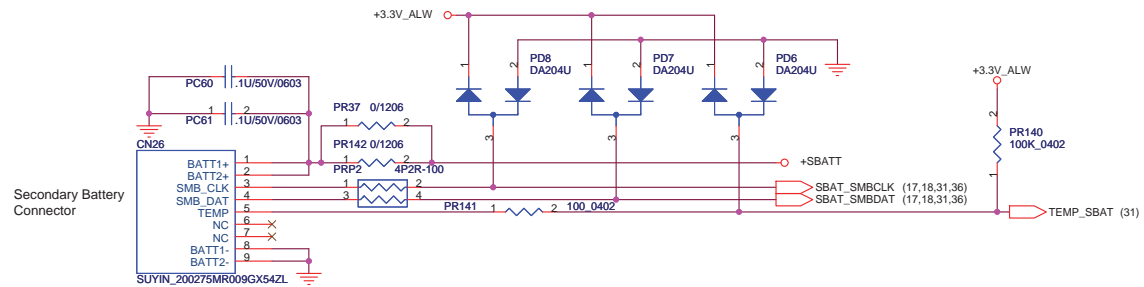 +3.3V_ALW
1 2 1 2 1 2
PD8
DA204U
PD7
DA204U
PD6
DA204U
3 3 3
+3.3V_ALW
2
PR140
100K_0402
1
PC60 .1U/50V/0603
1 2
PC61 .1U/50V/0603
PR37 0/1206
1 2
PR142 0/1206
1 2
+SBATT
PRP2 4P2R-100
1 2
3 4
SBAT_SMBCLK (17,18,31,36)
SBAT_SMBDAT (17,18,31,36)
PR141 1 2 100_0402
TEMP_SBAT (31)
CN26
BATT1+ 1
BATT2+ 2
SMB_CLK 3
SMB_DAT 4
TEMP 5
NC 6
NC 7
BATT1- 8
BATT2- 9
SUYIN_200275MR009GX54ZL
Secondary Battery
Connector